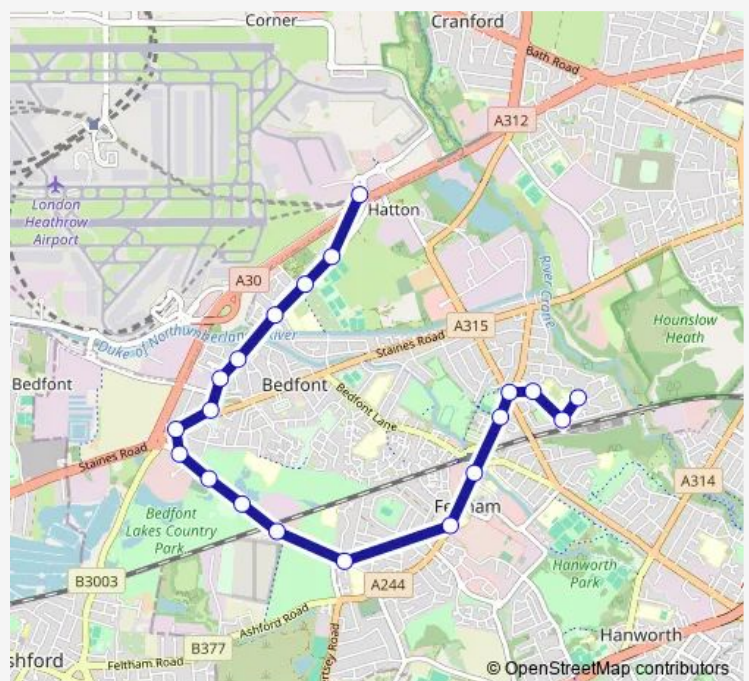 Corner
Cranford
Bath Road
A312
London
Heathrow
Airport
Hatton
A30
River Crane
A315
Hounslow
Heath
Duke of Northumberland's River
Staines Road
Bedfont
Bedfont
Bedfont Lane
Staines Road
A314
Feltham
Bedfont
Lakes Country
Park
Hanworth
Park
B3003
A244
Ashford Road
B377
Hanworth
shford
Feltham Road
rtsey Road
© OpenStreetMap contributors